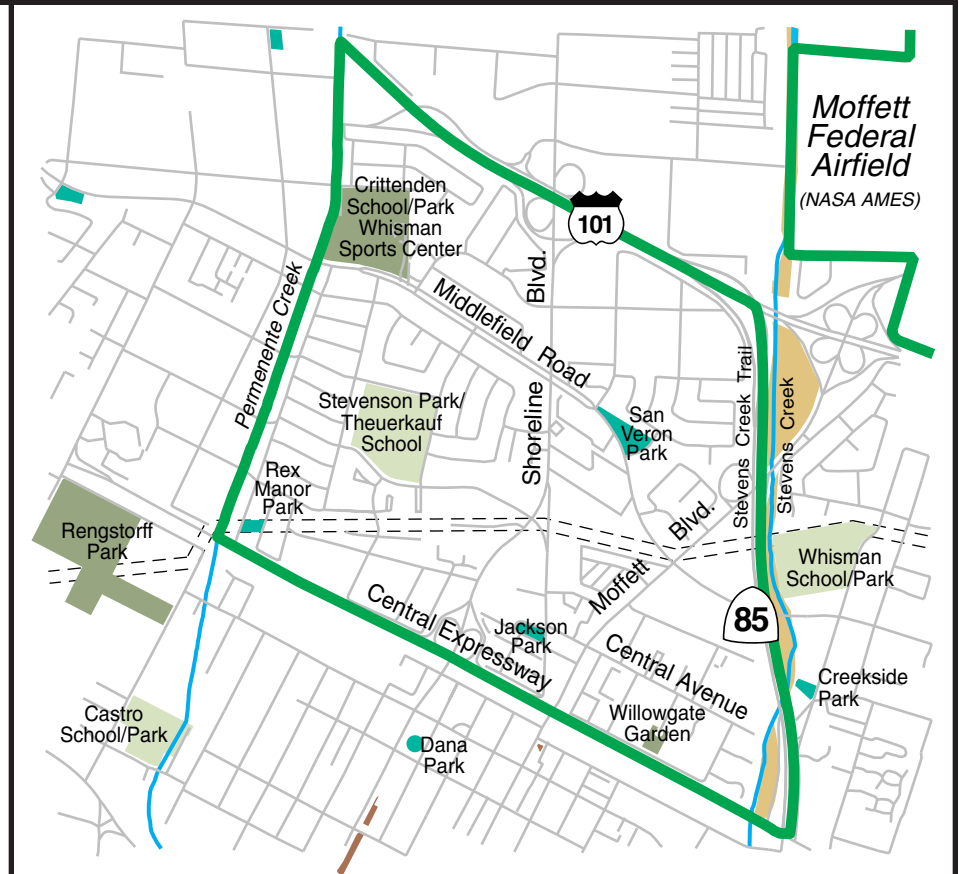 Moffett
Federal
Airfield
(NASA AMES)
Crittenden
School/Park
Whisman
Sports Center
101
Blvd.
Permenente Creek
Middlefield Road
Stevenson Park/
Theuerkauf
School
Shoreline
San
Veron
Park
Stevens Creek Trail
Stevens Creek
Rex
Manor
Park
Rengstorff
Park
Blvd.
Moffett
Whisman
School/Park
85
Central Expressway
Jackson
Park
Central Avenue
Creekside
Park
Willowgate
Garden
Castro
School/Park
Dana
Park